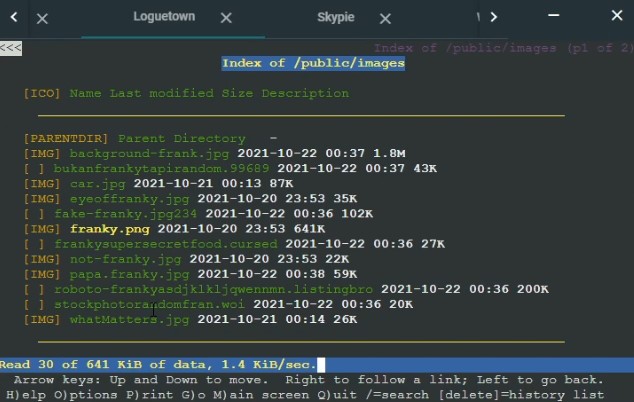 Loguetown
Skypie
<<<
Index of /public/images (p1 of 2)
Index of /public/images
[ICO] Name Last modified Size Description
[PARENTDIR] Parent Directory -
[IMG] background-frank.jpg 2021-10-22 00:37 1.8M
[ ] bukanfrankytapirandom.99689 2021-10-22 00:37 43K
[IMG] car.jpg 2021-10-21 00:13 87K
[IMG] eyeoffranky.jpg 2021-10-20 23:53 35K
[ ] fake-franky.jpg234 2021-10-22 00:36 102K
[IMG] franky.png 2021-10-20 23:53 641K
[ ] frankysupersecretfood.cursed 2021-10-22 00:36 27K
[IMG] not-franky.jpg 2021-10-20 23:53 22K
[IMG] papa.franky.jpg 2021-10-22 00:38 59K
[ ] roboto-frankyasdjklkljqwennmn.listingbro 2021-10-22 00:36 200K
[ ] stockphotorandomfran.woi 2021-10-22 00:36 20K
[IMG] whatMatters.jpg 2021-10-21 00:14 26K
Read 30 of 641 KiB of data, 1.4 KiB/sec.
Arrow keys: Up and Down to move. Right to follow a link; Left to go back.
H)elp O)ptions P)rint G)o M)ain screen Q)uit /=search [delete]=history list